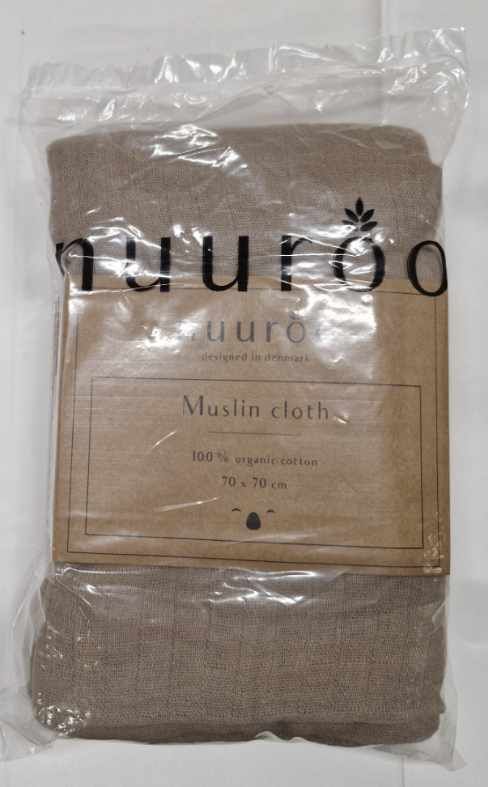 nuuroo
nuuroo
designed in denmark
Muslin cloth
100% organic cotton
70 x 70 cm